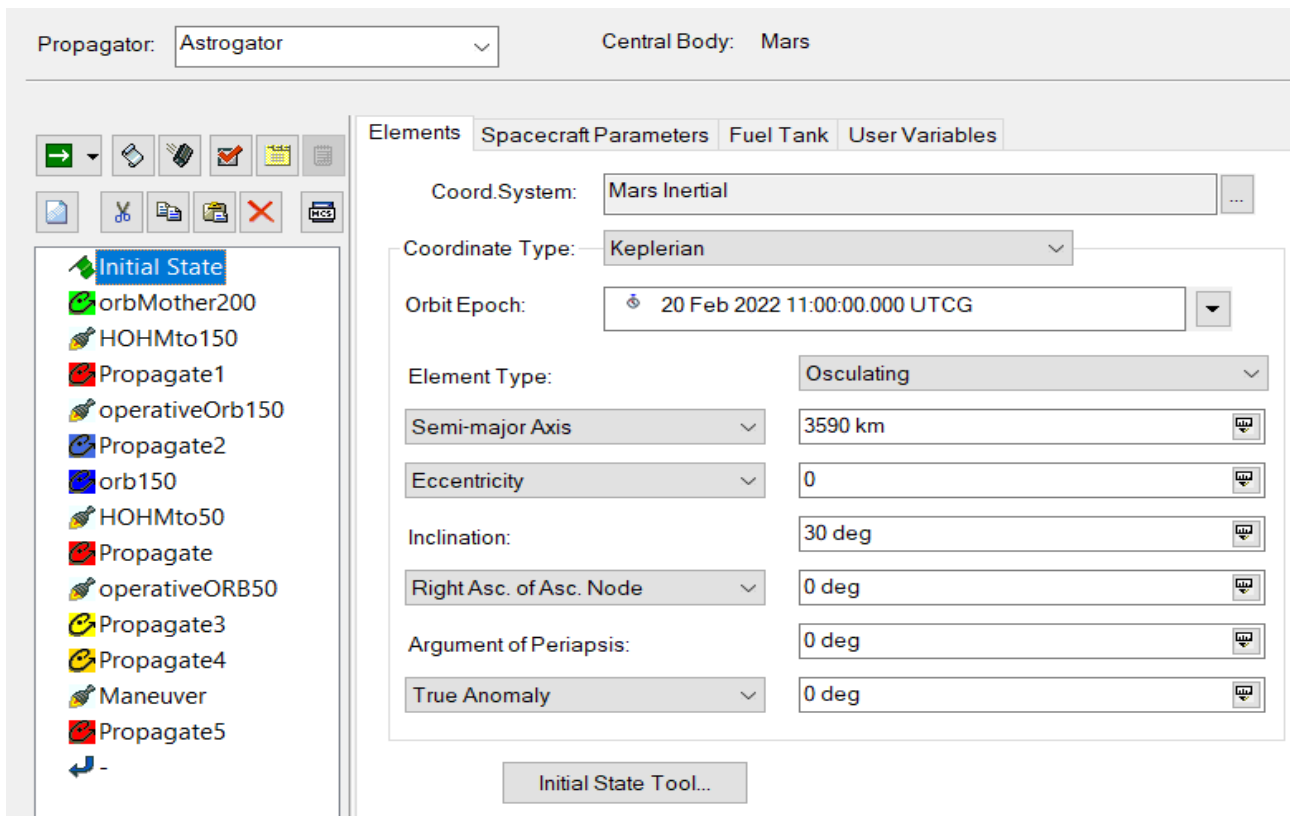 Propagator: Astrogator Central Body: Mars
Elements Spacecraft Parameters Fuel Tank User Variables
Coord.System: Mars Inertial ...
Coordinate Type: Keplerian
Orbit Epoch: 20 Feb 2022 11:00:00.000 UTCG
Element Type: Osculating
Semi-major Axis 3590 km
Eccentricity 0
Inclination: 30 deg
Right Asc. of Asc. Node 0 deg
Argument of Periapsis: 0 deg
True Anomaly 0 deg
Initial State Tool...
MCS
Initial State
orbMother200
HOHMto150
Propagate1
operativeOrb150
Propagate2
orb150
HOHMto50
Propagate
operativeORB50
Propagate3
Propagate4
Maneuver
Propagate5
-